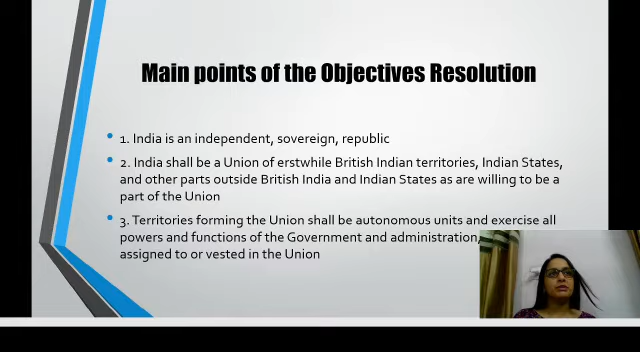 Main points of the Objectives Resolution
• 1. India is an independent, sovereign, republic
• 2. India shall be a Union of erstwhile British Indian territories, Indian States,
and other parts outside British India and Indian States as are willing to be a
part of the Union
• 3. Territories forming the Union shall be autonomous units and exercise all
powers and functions of the Government and administration,
assigned to or vested in the Union